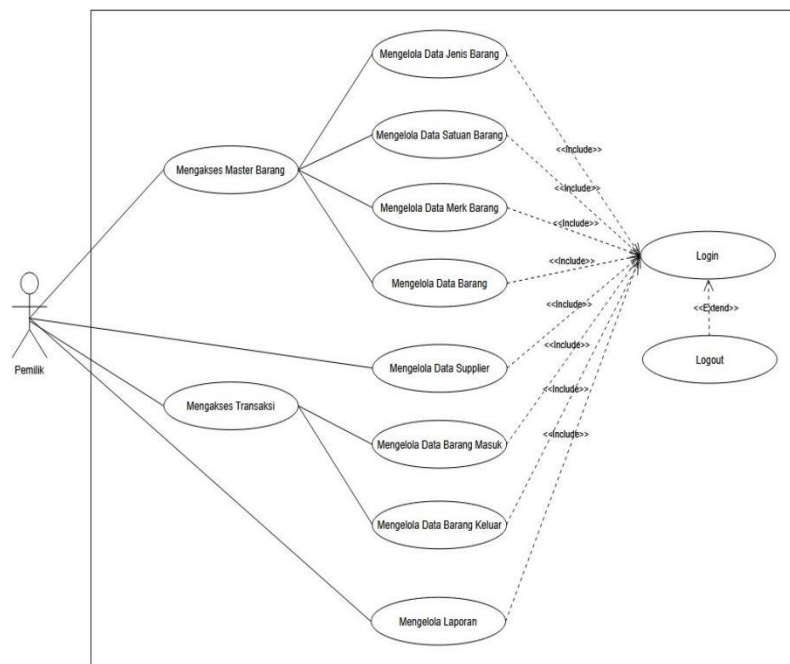 Mengelola Data Jenis Barang
Mengelola Data Satuan Barang
<<Include>>
Mengakses Master Barang
<<Include>>
Mengelola Data Merk Barang
<<Include>>
Login
<<Include>>
Mengelola Data Barang
<<Include>>
<<Extend>>
<<Include>>
Logout
Pemilik
Mengelola Data Supplier
<<Include>>
Mengakses Transaksi
<<Include>>
Mengelola Data Barang Masuk
Mengelola Data Barang Keluar
Mengelola Laporan